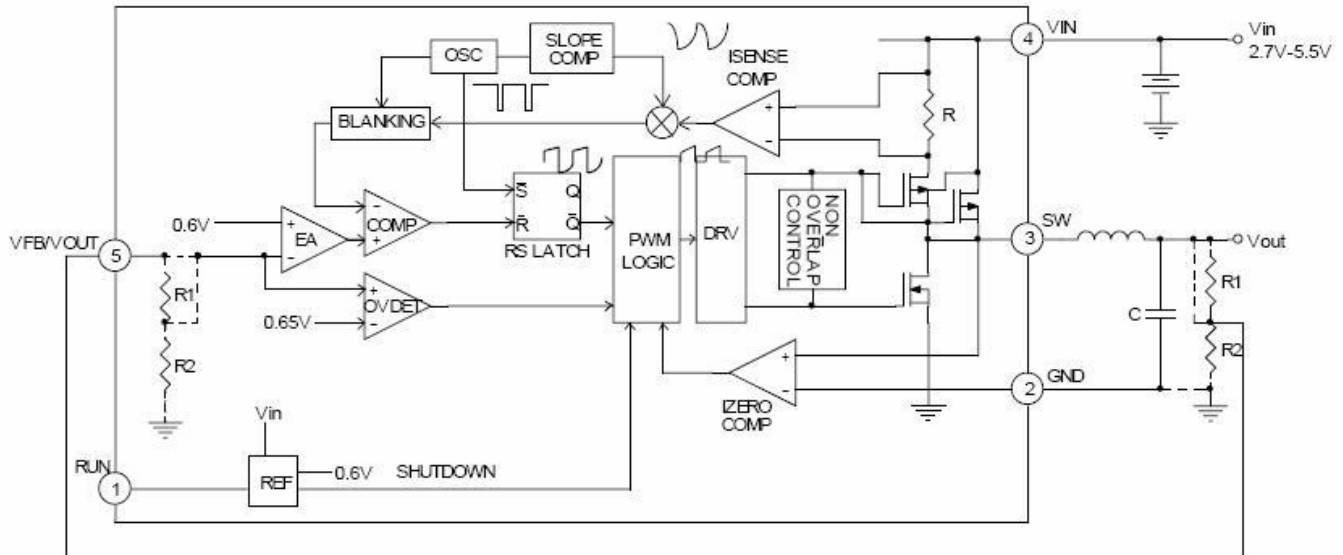 VIN
4
Vin
2.7V-5.5V
OSC
SLOPE
COMP
ISENSE
COMP
+
−
R
BLANKING
S
Q
R
Q
RS LATCH
PWM
LOGIC
DRV
NON
OVERLAP
CONTROL
−
COMP
+
0.6V
+
EA
−
VFB/VOUT
5
SW
3
Vout
R1
R2
+
OVDET
−
0.65V
R1
C
R2
+
−
IZERO
COMP
GND
2
Vin
RUN
1
REF
0.6V
SHUTDOWN